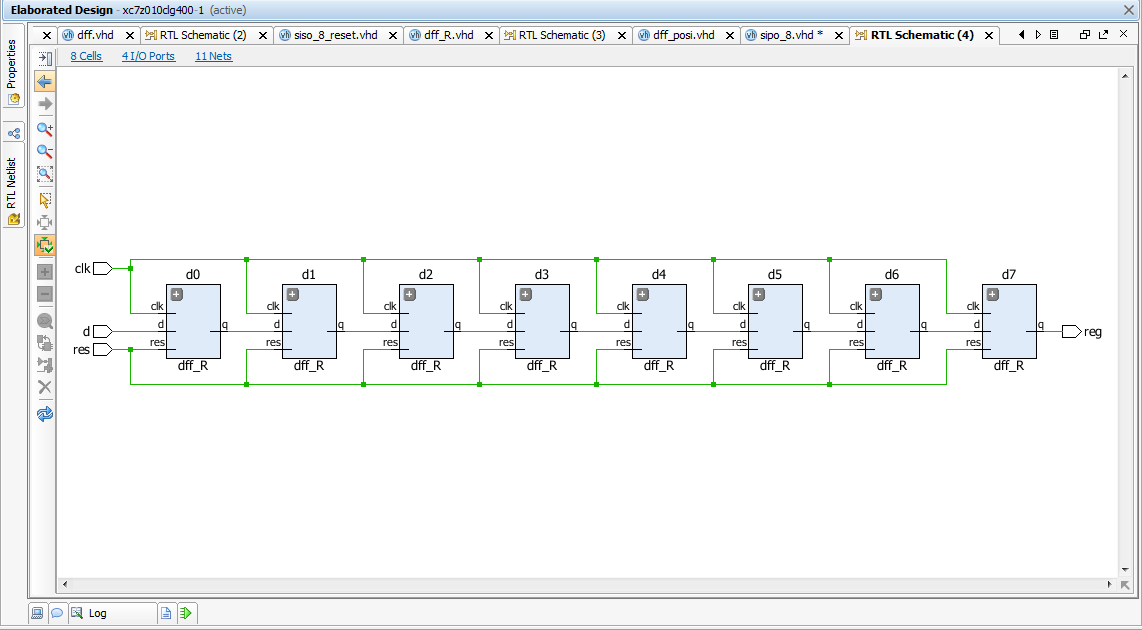 Elaborated Design - xc7z010clg400-1 (active)
dff.vhd RTL Schematic (2) siso_8_reset.vhd dff_R.vhd RTL Schematic (3) dff_posi.vhd sipo_8.vhd * RTL Schematic (4)
Properties
RTL Netlist
8 Cells 4 I/O Ports 11 Nets
clk
d
res
d0 d1 d2 d3 d4 d5 d6 d7
clk clk clk clk clk clk clk clk
d q d q d q d q d q d q d q d q
reg
res res res res res res res res
dff_R dff_R dff_R dff_R dff_R dff_R dff_R dff_R
Log